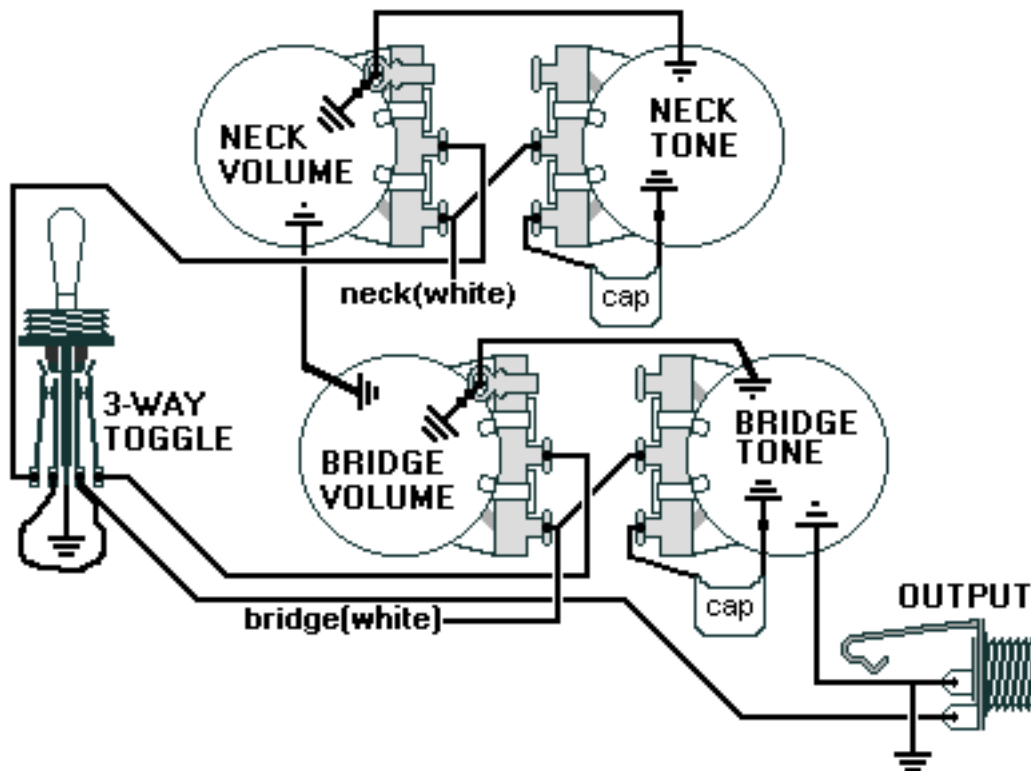 NECK
VOLUME
NECK
TONE
neck(white)
cap
3-WAY
TOGGLE
BRIDGE
VOLUME
BRIDGE
TONE
cap
bridge(white)
OUTPUT